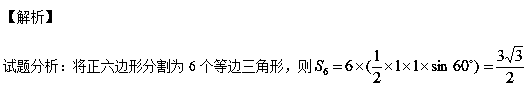 【解析】
试题分析：将正六边形分割为 6 个等边三角形，则 S₆ = 6×(1/2×1×1×sin 60°) = 3√3/2